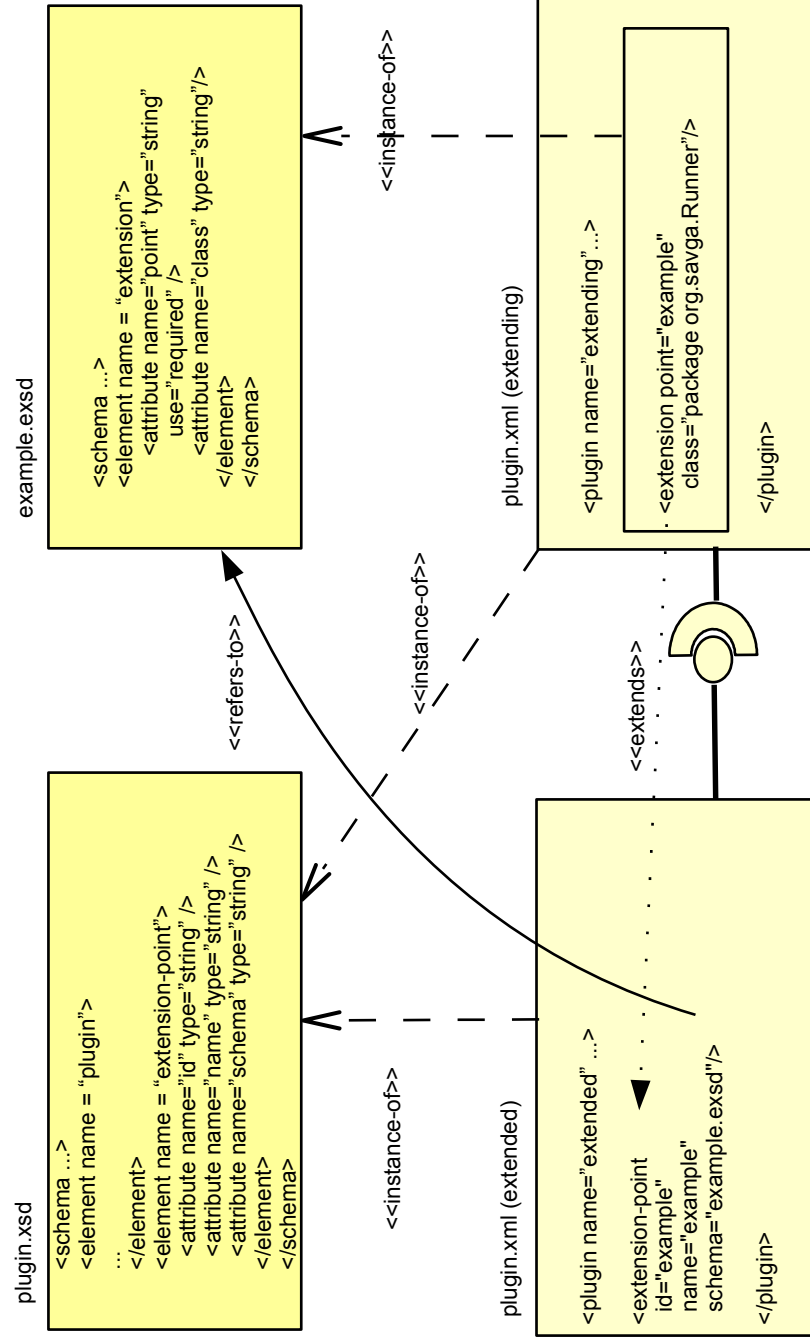 plugin.xsd
<schema ...>
<element name = “plugin”>
...
</element>
<element name = “extension-point”>
<attribute name=”id” type=”string” />
<attribute name=”name” type=”string” />
<attribute name=”schema” type=”string” />
</element>
</schema>
example.exsd
<schema ...>
<element name = “extension”>
<attribute name=”point” type=”string”
use=”required” />
<attribute name=”class” type=”string”/>
</element>
</schema>
<<refers-to>>
<<instance-of>>
<<instance-of>>
<<instance-of>>
plugin.xml (extended)
<plugin name=”extended” ...>
<extension-point
id="example"
name="example"
schema="example.exsd"/>
</plugin>
<<extends>>
plugin.xml (extending)
<plugin name=”extending”...>
<extension point="example"
class=”package org.savga.Runner”/>
</plugin>